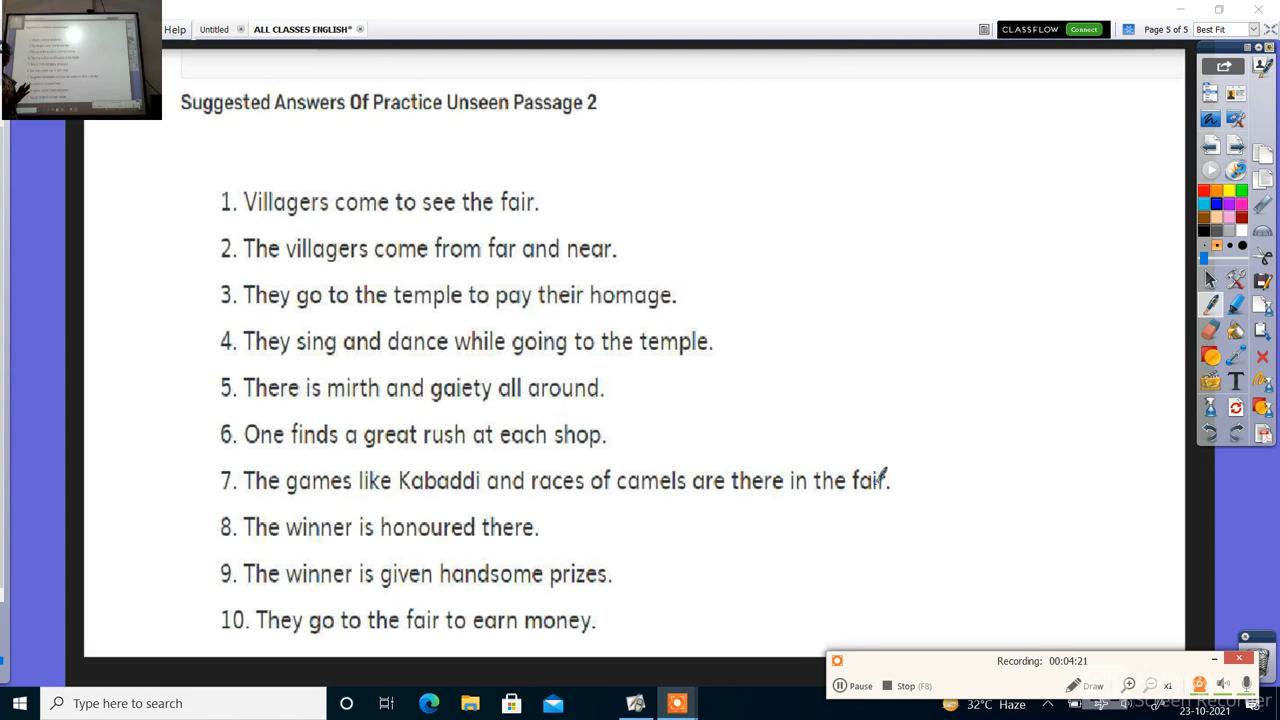 Help
Untitled
ALL CLASSES ENGLISH*
CLASSFLOW
Connect
Page 5 of 5
Best Fit
Suggested Answers Of Practice Unseen Passage 2
1. Villagers come to see the fair.
2. The villagers come from far and near.
3. They go to the temple to pay their homage.
4. They sing and dance while going to the temple.
5. There is mirth and gaiety all around.
6. One finds a great rush at each shop.
7. The games like Kabaddi and races of camels are there in the fair.
8. The winner is honoured there.
9. The winner is given handsome prizes.
10. They go to the fair to earn money.
Recording: 00:04:21
Pause
Stop (F8)
Draw
x1
Type here to search
32°C Haze
23-10-2021
Screen Recorder